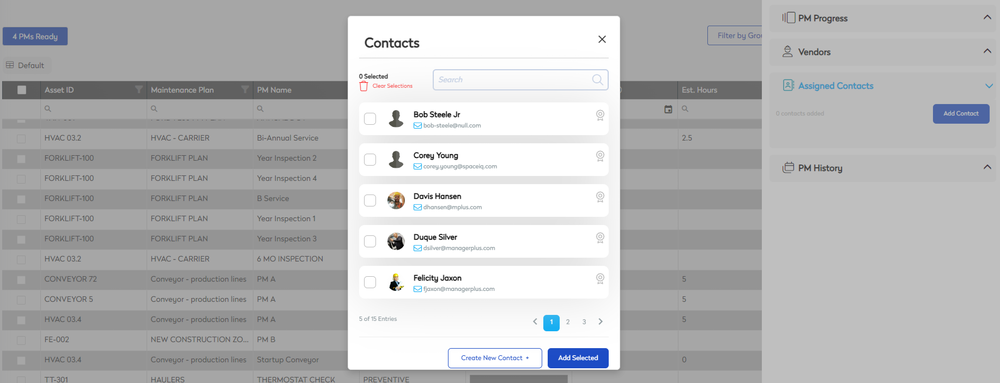 4 PMs Ready
Filter by Gro
Default
Asset ID Maintenance Plan PM Name Est. Hours
HVAC 03.2 HVAC - CARRIER Bi-Annual Service 2.5
FORKLIFT-100 FORKLIFT PLAN Year Inspection 2
FORKLIFT-100 FORKLIFT PLAN Year Inspection 4
FORKLIFT-100 FORKLIFT PLAN B Service
FORKLIFT-100 FORKLIFT PLAN Year Inspection 1
FORKLIFT-100 FORKLIFT PLAN Year Inspection 3
HVAC 03.2 HVAC - CARRIER 6 MO INSPECTION
CONVEYOR 72 Conveyor - production lines PM A 5
CONVEYOR 5 Conveyor - production lines PM A 5
HVAC 03.4 Conveyor - production lines PM A 5
FE-002 NEW CONSTRUCTION ZO... PM B
HVAC 03.4 Conveyor - production lines Startup Conveyor 0
TT-301 HAULERS THERMOSTAT CHECK PREVENTIVE
Contacts
0 Selected
Clear Selections
Search
Bob Steele Jr
bob-steele@null.com
Corey Young
corey.young@spaceiq.com
Davis Hansen
dhansen@mplus.com
Duque Silver
dsilver@managerplus.com
Felicity Jaxon
fjaxon@managerplus.com
5 of 15 Entries
1 2 3
Create New Contact +
Add Selected
PM Progress
Vendors
Assigned Contacts
0 contacts added
Add Contact
PM History